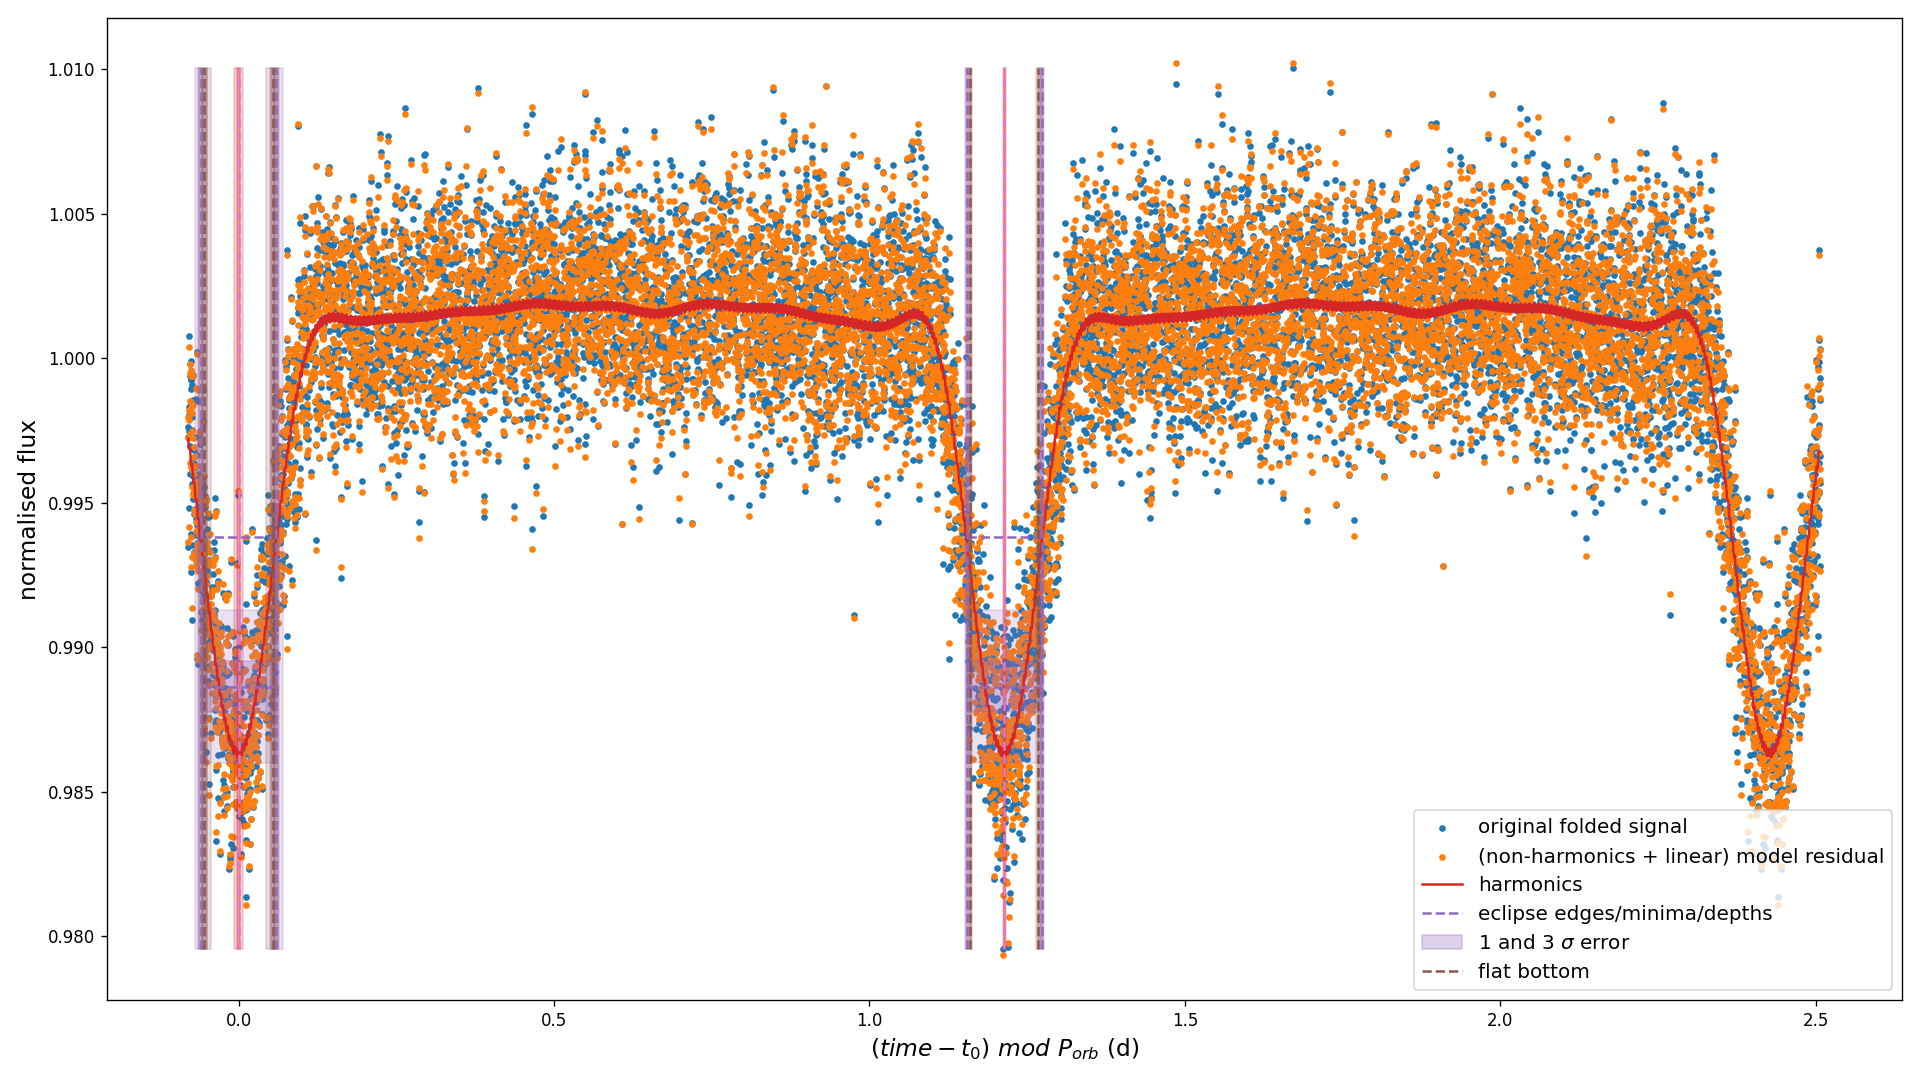 1.010
1.005
1.000
0.995
0.990
0.985
0.980
normalised flux
0.0
0.5
1.0
1.5
2.0
2.5
(time − t₀) mod Pₒᵣb (d)
original folded signal
(non-harmonics + linear) model residual
harmonics
eclipse edges/minima/depths
1 and 3 σ error
flat bottom